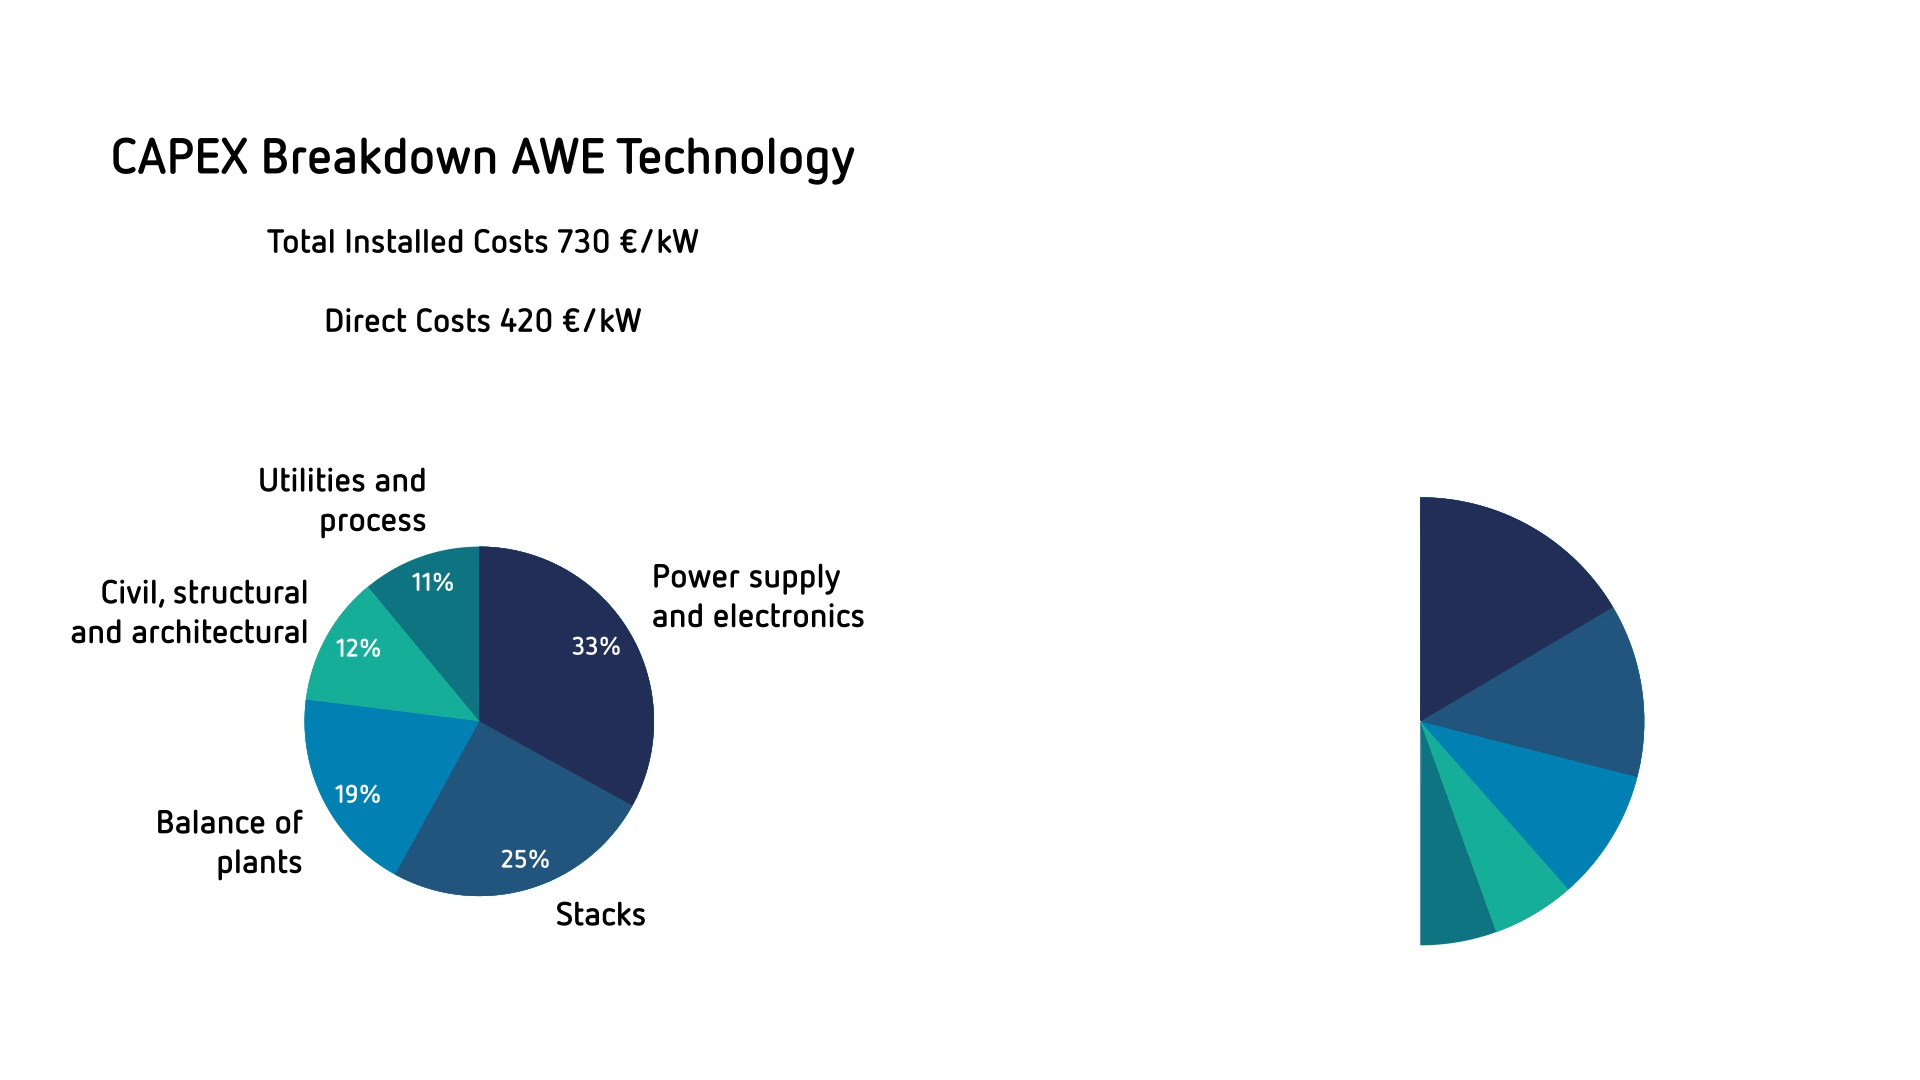 CAPEX Breakdown AWE Technology
Total Installed Costs 730 €/kW
Direct Costs 420 €/kW
Utilities and
process
11%
Power supply
and electronics
33%
Civil, structural
and architectural
12%
19%
Balance of
plants
25%
Stacks